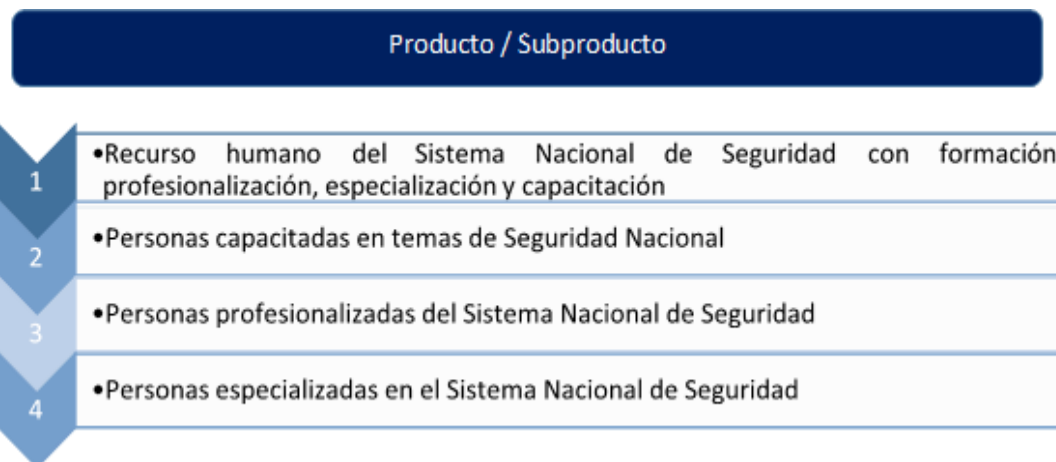 Producto / Subproducto
1
•Recurso humano del Sistema Nacional de Seguridad con formación
profesionalización, especialización y capacitación
2
•Personas capacitadas en temas de Seguridad Nacional
3
•Personas profesionalizadas del Sistema Nacional de Seguridad
4
•Personas especializadas en el Sistema Nacional de Seguridad